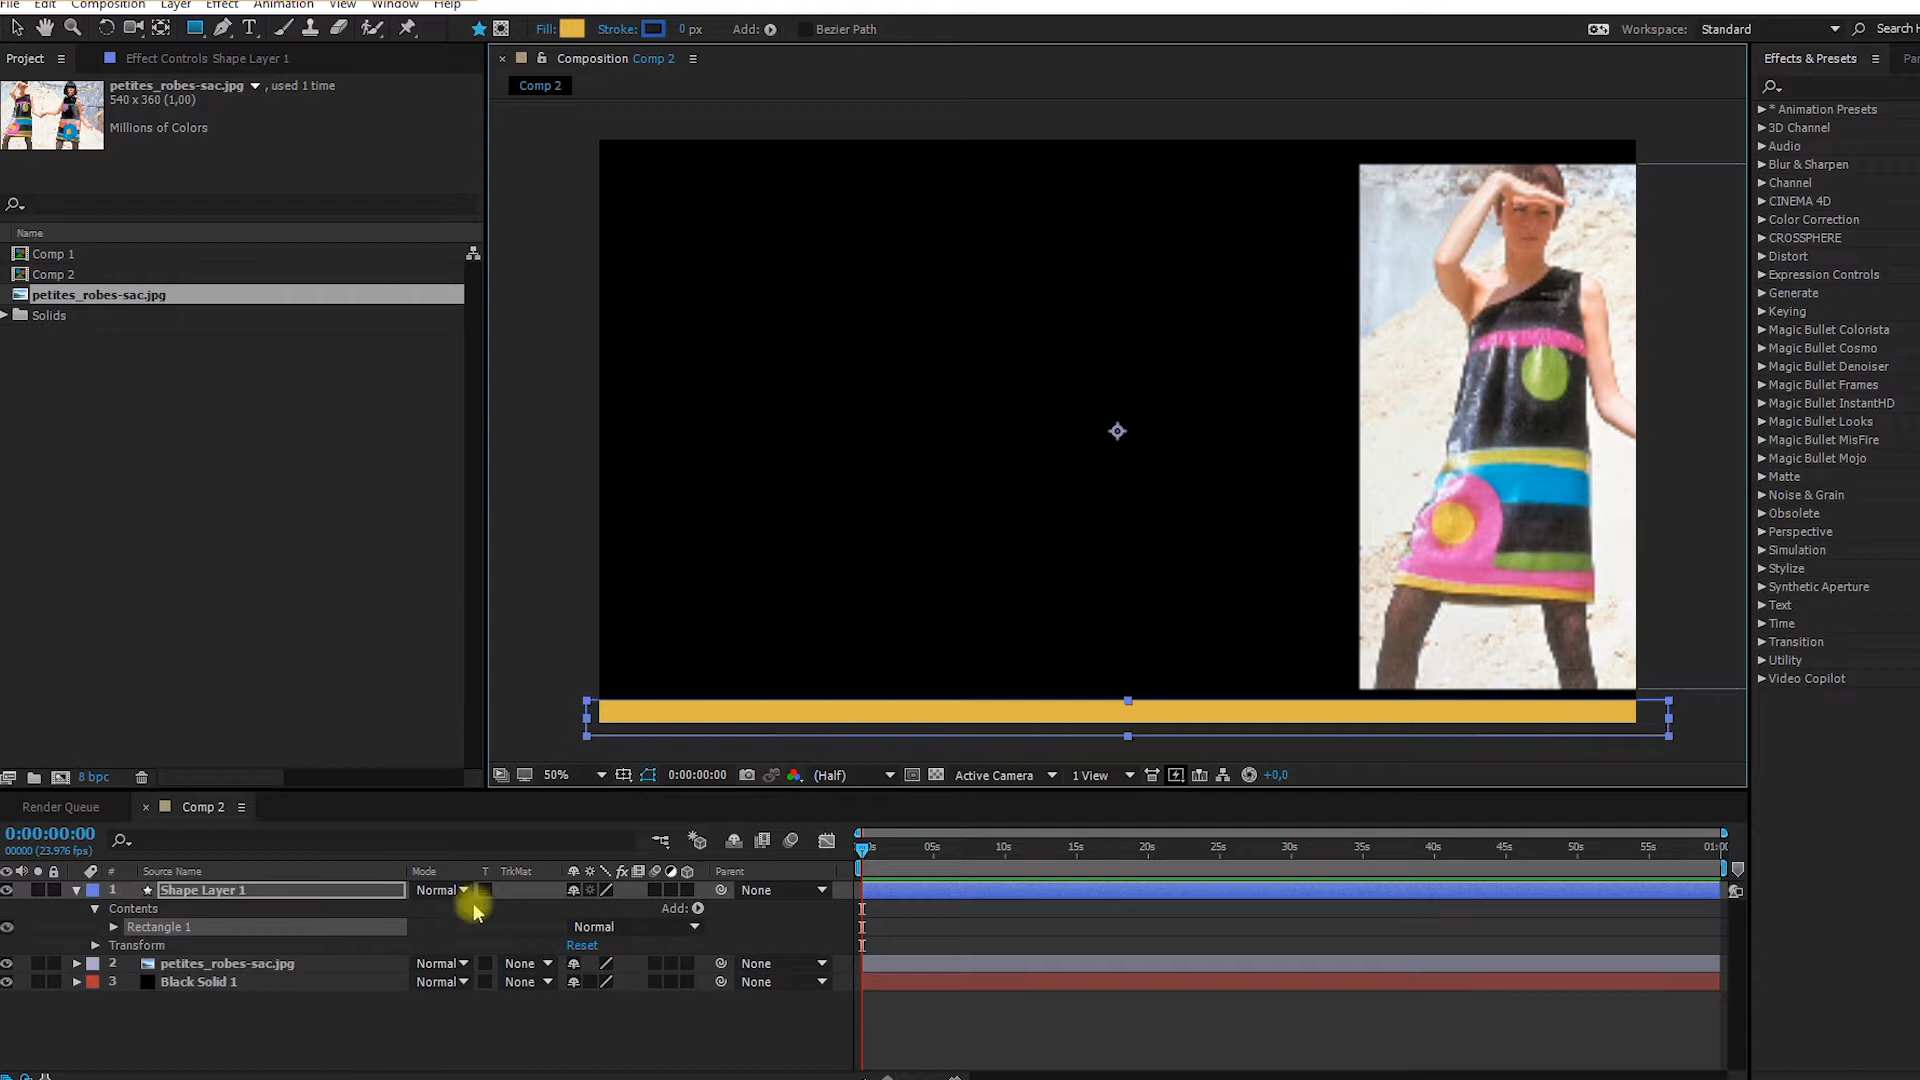 File Edit Composition Layer Effect Animation View Window Help
T Fill: Stroke: 0 px Add: Bezier Path Workspace: Standard Search H
Project Effect Controls Shape Layer 1
petites_robes-sac.jpg , used 1 time
540 x 360 (1,00)
Millions of Colors
Name
Comp 1
Comp 2
petites_robes-sac.jpg
Solids
8 bpc
Composition Comp 2
Comp 2
50% 0:00:00:00 (Half) Active Camera 1 View +0,0
Effects & Presets Par
* Animation Presets
3D Channel
Audio
Blur & Sharpen
Channel
CINEMA 4D
Color Correction
CROSSPHERE
Distort
Expression Controls
Generate
Keying
Magic Bullet Colorista
Magic Bullet Cosmo
Magic Bullet Denoiser
Magic Bullet Frames
Magic Bullet InstantHD
Magic Bullet Looks
Magic Bullet MisFire
Magic Bullet Mojo
Matte
Noise & Grain
Obsolete
Perspective
Simulation
Stylize
Synthetic Aperture
Text
Time
Transition
Utility
Video Copilot
Render Queue Comp 2
0:00:00:00
00000 (23.976 fps)
0s 05s 10s 15s 20s 25s 30s 35s 40s 45s 50s 55s 01:00
# Source Name Mode T TrkMat fx Parent
1 Shape Layer 1 Normal None
Contents Add:
Rectangle 1 Normal
Transform Reset
2 petites_robes-sac.jpg Normal None None
3 Black Solid 1 Normal None None